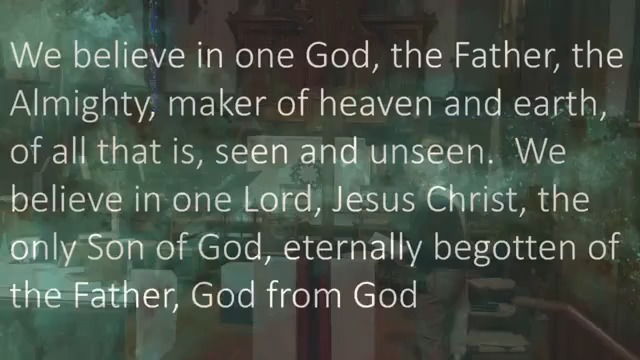 We believe in one God, the Father, the
Almighty, maker of heaven and earth,
of all that is, seen and unseen.  We
believe in one Lord, Jesus Christ, the
only Son of God, eternally begotten of
the Father, God from God